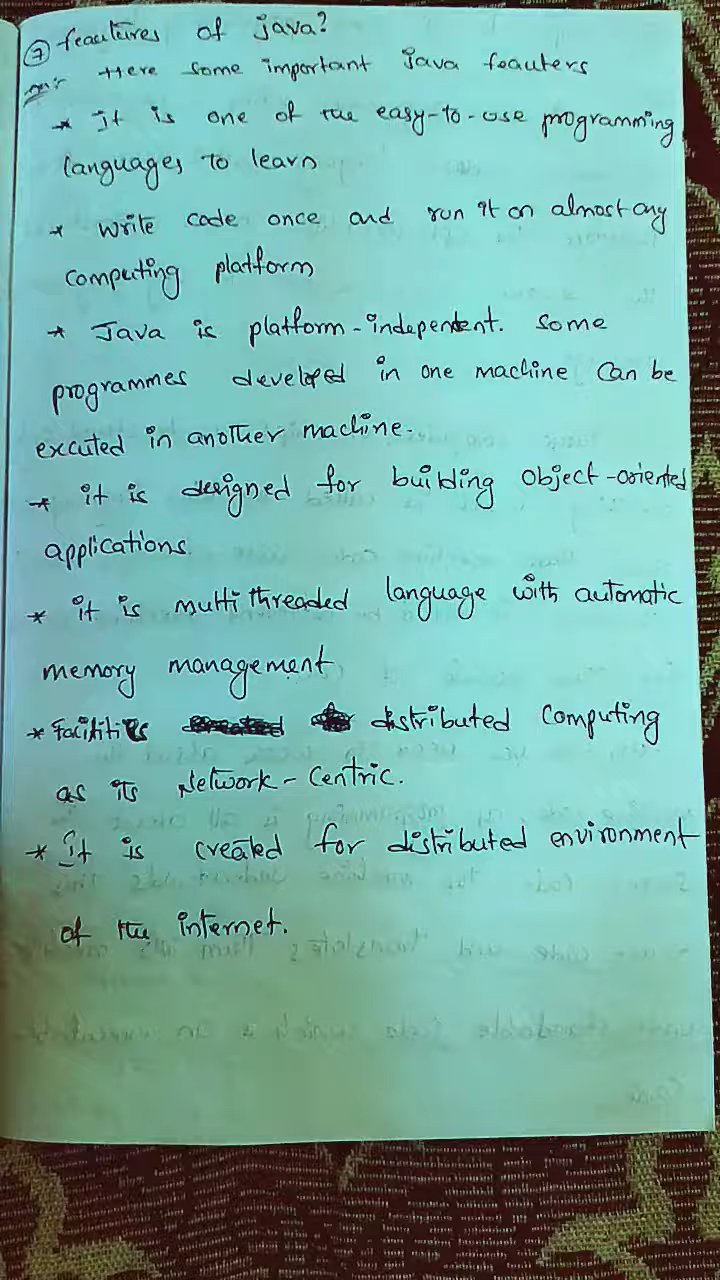 ⑦ feautures of java?
Ans Here some important java feauters
* It is one of the easy-to-use programming
languages to learn
* Write code once and run it on almost any
computing platform
* Java is platform-independent. Some
programmes developed in one machine can be
excuted in another machine.
* it is designed for building object-oriented
applications.
* it is multithreaded language with automatic
memory management
* Facilities distributed computing
as its Network-Centric.
* It is created for distributed environment
of the internet.